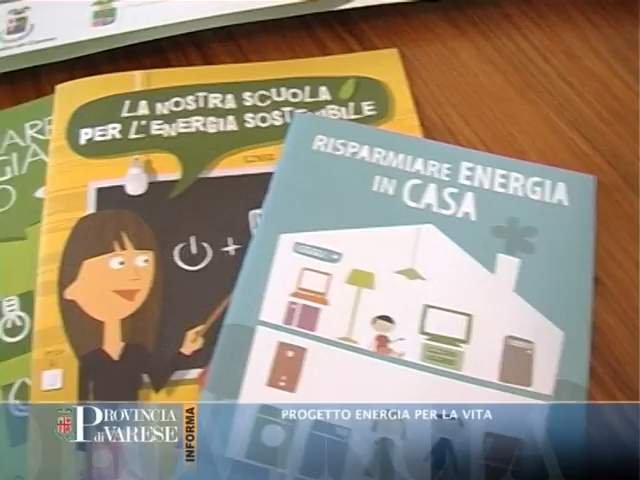 LA NOSTRA SCUOLA
PER L'ENERGIA SOSTENIBILE
RISPARMIARE ENERGIA
IN CASA
PROVINCIA
di VARESE
INFORMA
PROGETTO ENERGIA PER LA VITA